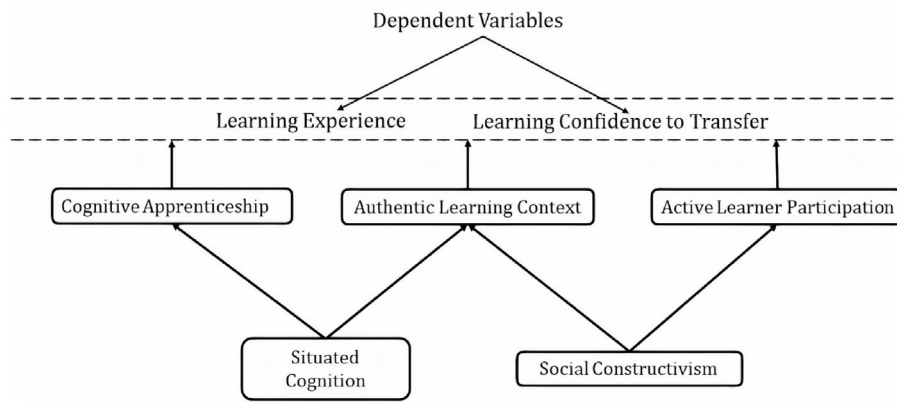 Dependent Variables
Learning Experience
Learning Confidence to Transfer
Cognitive Apprenticeship
Authentic Learning Context
Active Learner Participation
Situated
Cognition
Social Constructivism